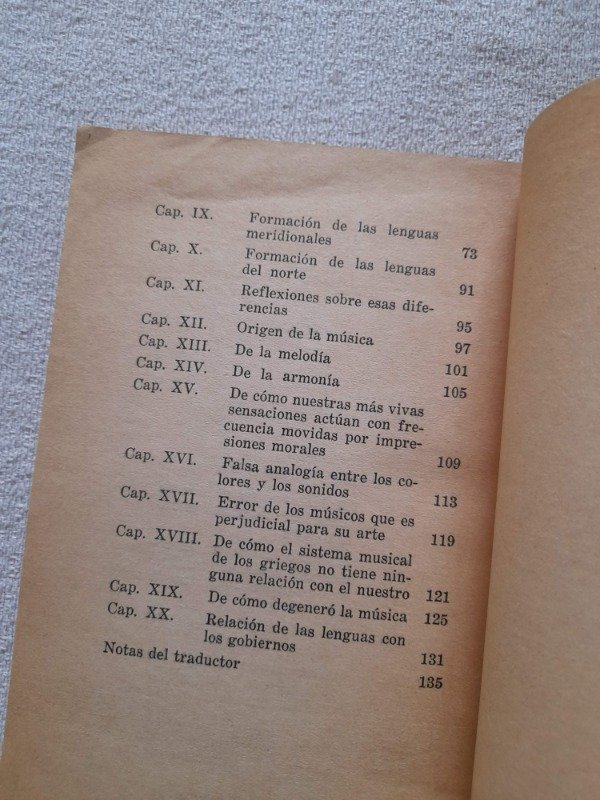 Cap. IX. Formación de las lenguas
meridionales 73
Cap. X. Formación de las lenguas
del norte 91
Cap. XI. Reflexiones sobre esas dife-
rencias 95
Cap. XII. Origen de la música 97
Cap. XIII. De la melodía 101
Cap. XIV. De la armonía 105
Cap. XV. De cómo nuestras más vivas
sensaciones actúan con fre-
cuencia movidas por impre-
siones morales 109
Cap. XVI. Falsa analogía entre los co-
lores y los sonidos 113
Cap. XVII. Error de los músicos que es
perjudicial para su arte 119
Cap. XVIII. De cómo el sistema musical
de los griegos no tiene nin-
guna relación con el nuestro 121
Cap. XIX. De cómo degeneró la música 125
Cap. XX. Relación de las lenguas con
los gobiernos 131
Notas del traductor 135